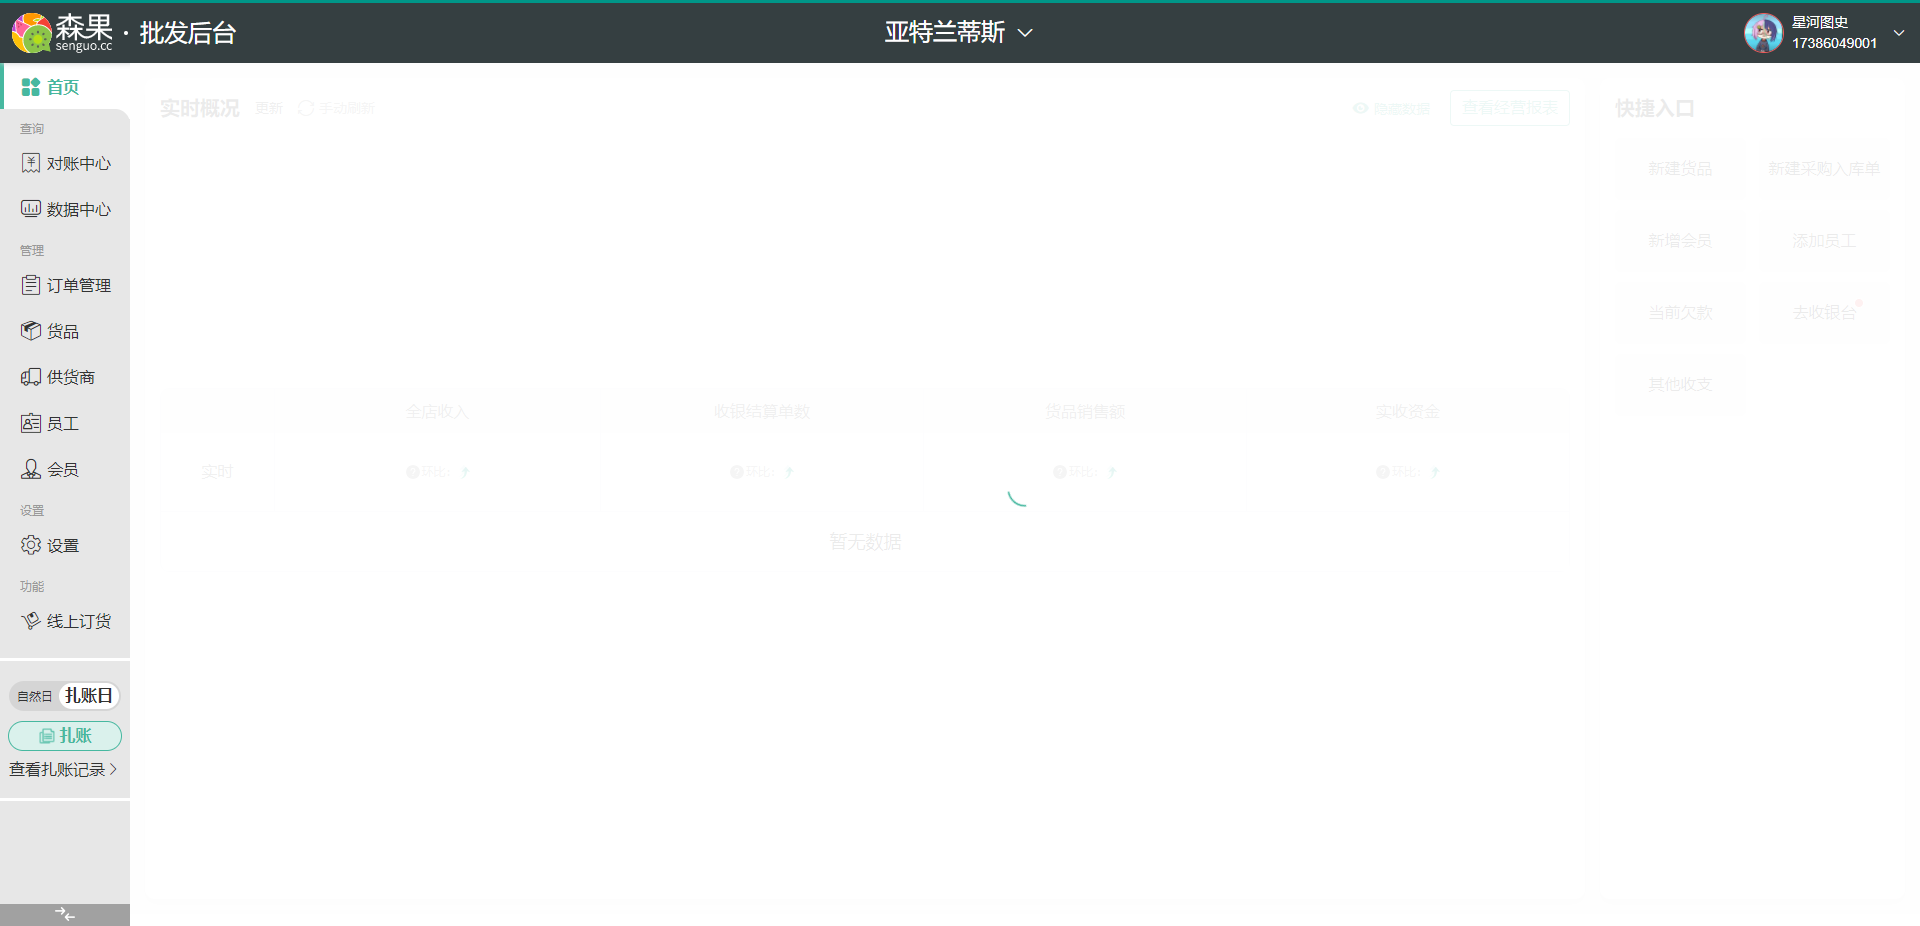 森果
senguo.cc
· 批发后台
亚特兰蒂斯
星河图史
17386049001
首页
查询
对账中心
数据中心
管理
订单管理
货品
供货商
员工
会员
设置
设置
功能
线上订货
自然日 扎账日
扎账
查看扎账记录
实时概况 更新 手动刷新
隐藏数据 查看经营报表
全店收入 收银结算单数 货品销售额 实收资金
实时 环比： 环比： 环比： 环比：
暂无数据
快捷入口
新建货品 新建采购入库单
新增会员 添加员工
当前欠款 去收银台
其他收支